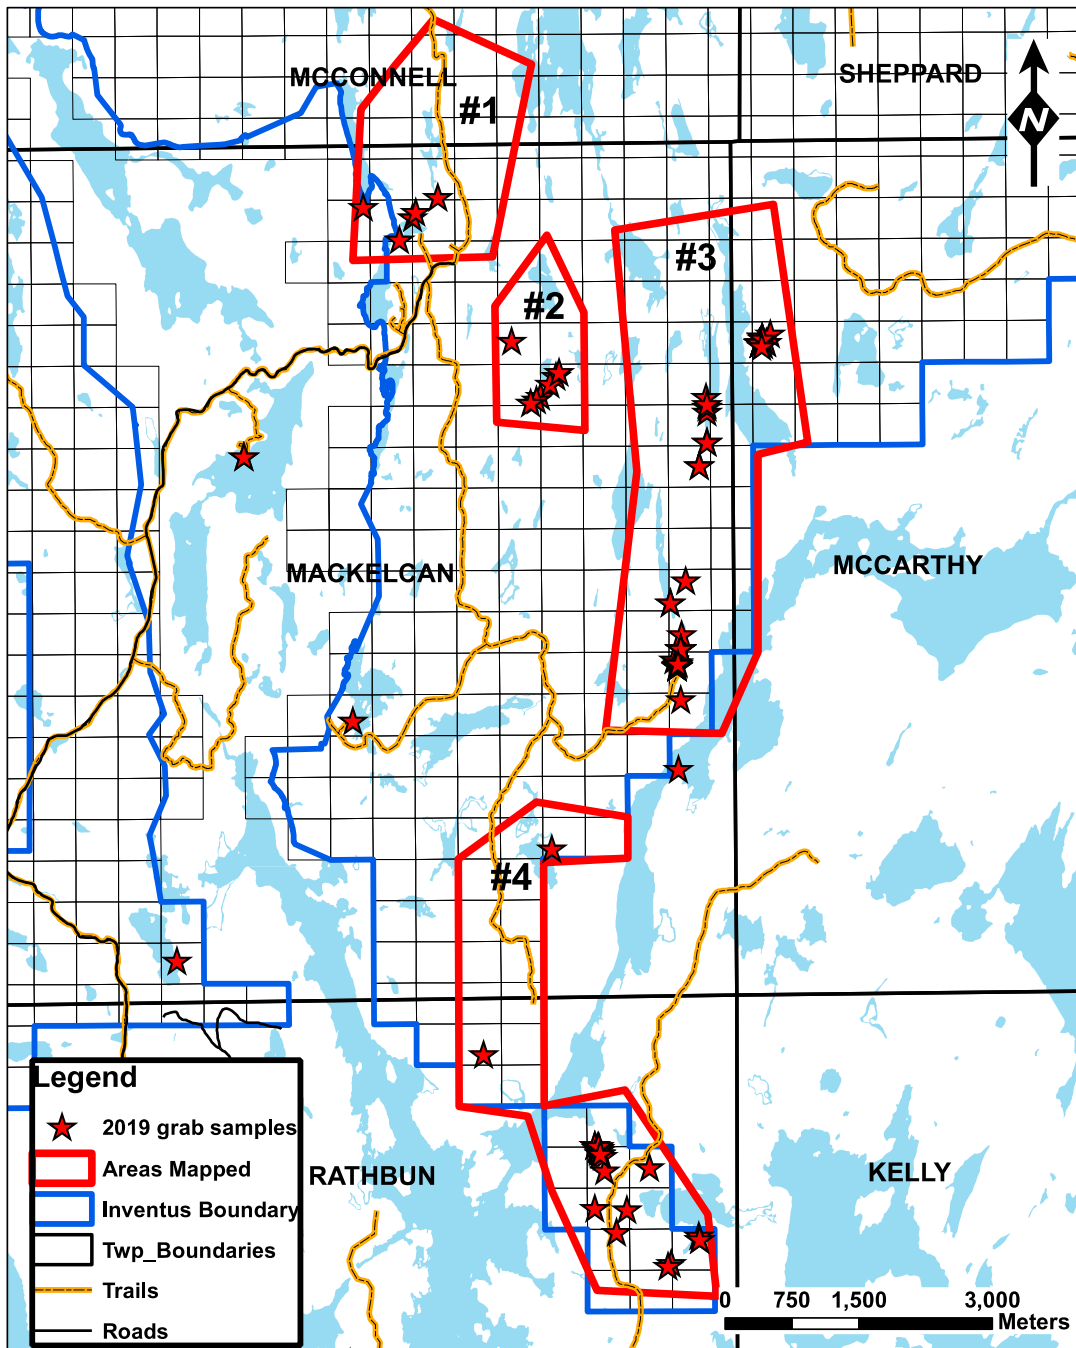 MCCONNELL
SHEPPARD
#1
N
#3
#2
MACKELCAN
MCCARTHY
#4
Legend
2019 grab samples
Areas Mapped
Inventus Boundary
Twp_Boundaries
Trails
Roads
RATHBUN
KELLY
0 750 1,500 3,000
Meters